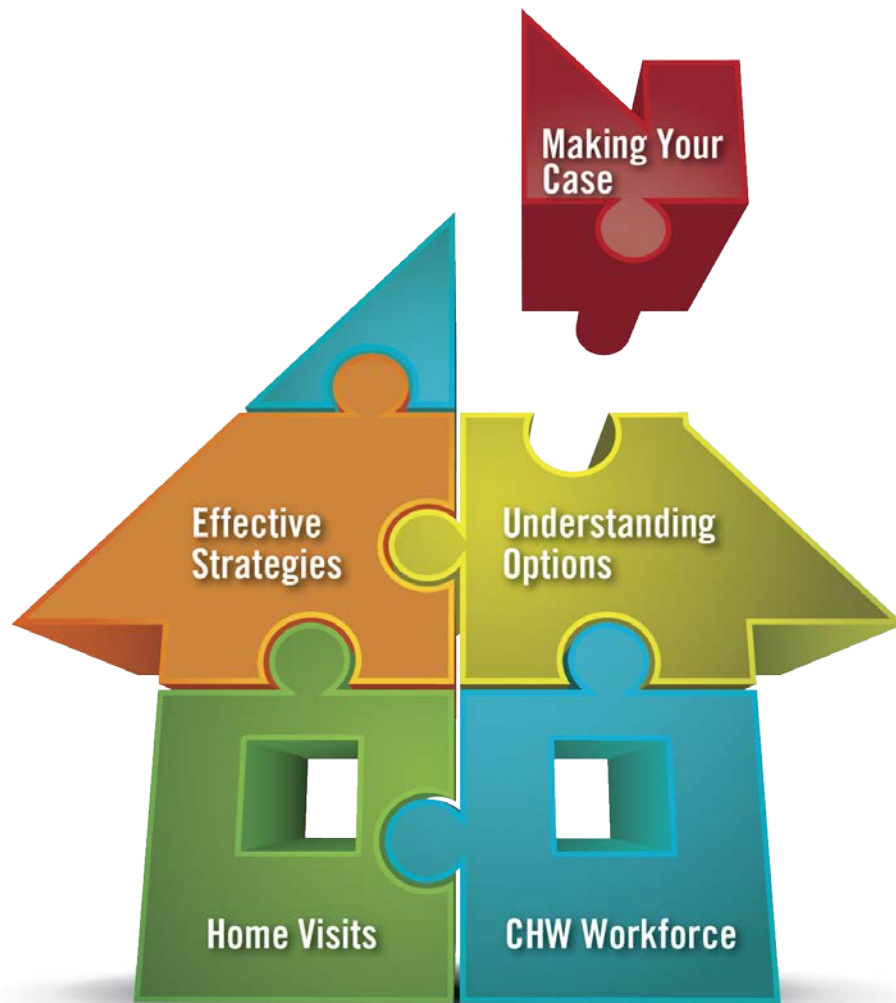 Making Your
Case
Effective
Strategies
Understanding
Options
Home Visits
CHW Workforce